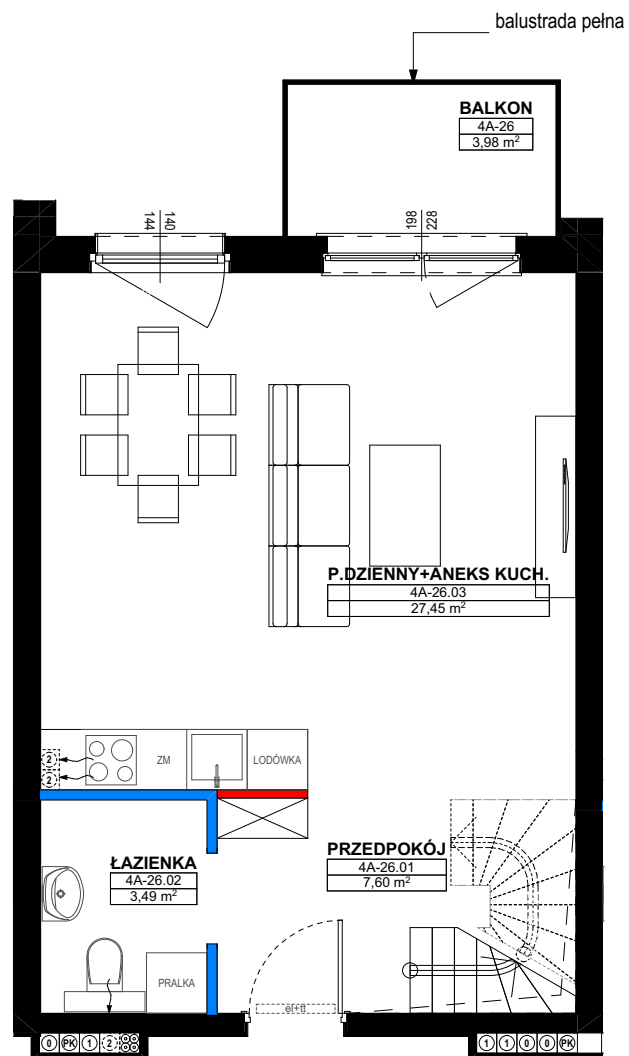 balustrada pełna
BALKON
4A-26
3,98 m²
144 140
198 228
P.DZIENNY+ANEKS KUCH.
4A-26.03
27,45 m²
2
2
ZM
LODÓWKA
ŁAZIENKA
4A-26.02
3,49 m²
PRZEDPOKÓJ
4A-26.01
7,60 m²
PRALKA
el+tt
0 PK 1 2
1 1 0 0 PK